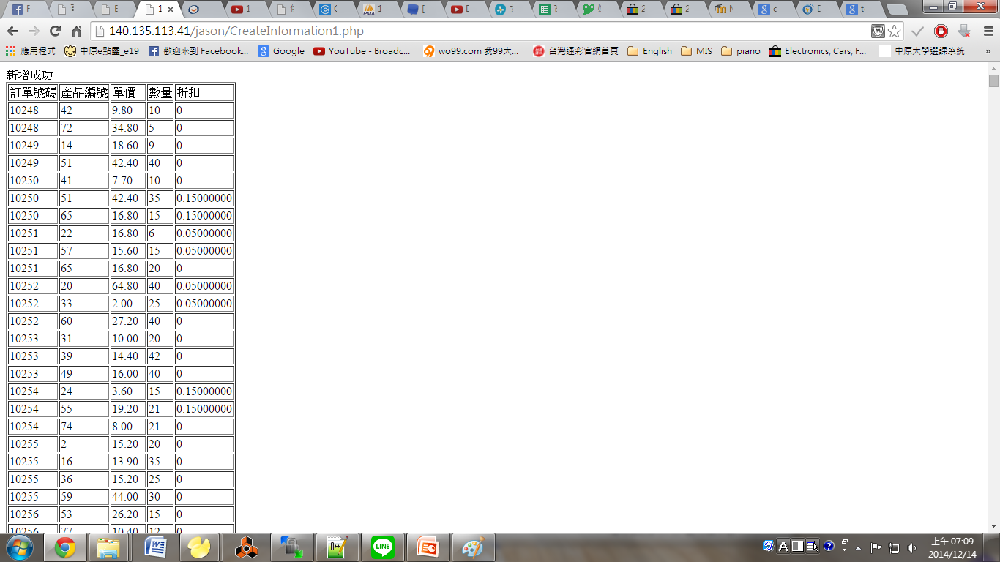 140.135.113.41/jason/CreateInformation1.php
應用程式 中原e點靈_e19 歡迎來到 Facebook... Google YouTube - Broadc... wo99.com 我99大... 台灣運彩官網首頁 English MIS piano Electronics, Cars, F... 中原大學選課系統 »
新增成功
訂單號碼 產品編號 單價 數量 折扣
10248 42 9.80 10 0
10248 72 34.80 5 0
10249 14 18.60 9 0
10249 51 42.40 40 0
10250 41 7.70 10 0
10250 51 42.40 35 0.15000000
10250 65 16.80 15 0.15000000
10251 22 16.80 6 0.05000000
10251 57 15.60 15 0.05000000
10251 65 16.80 20 0
10252 20 64.80 40 0.05000000
10252 33 2.00 25 0.05000000
10252 60 27.20 40 0
10253 31 10.00 20 0
10253 39 14.40 42 0
10253 49 16.00 40 0
10254 24 3.60 15 0.15000000
10254 55 19.20 21 0.15000000
10254 74 8.00 21 0
10255 2 15.20 20 0
10255 16 13.90 35 0
10255 36 15.20 25 0
10255 59 44.00 30 0
10256 53 26.20 15 0
10256 77 10.40 12 0
LINE
上午 07:09
2014/12/14